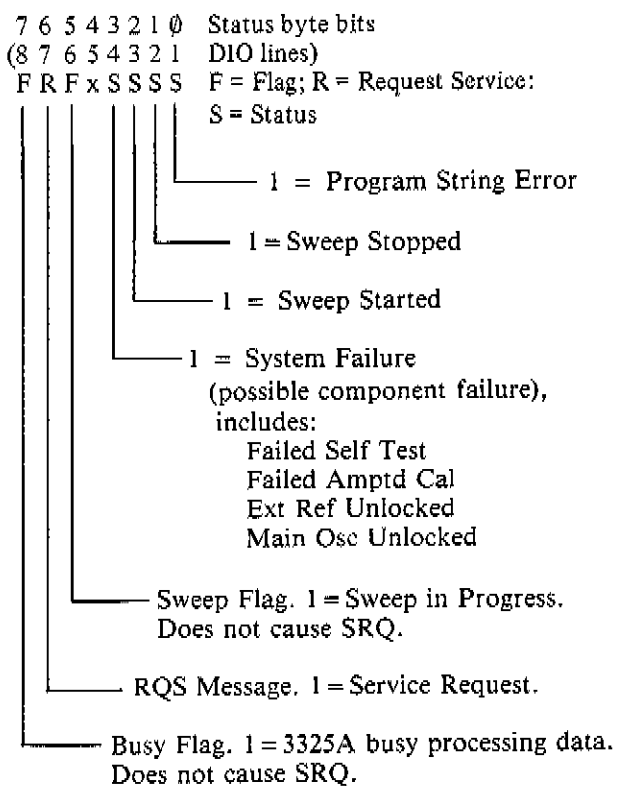 7 6 5 4 3 2 1 0 Status byte bits
(8 7 6 5 4 3 2 1 DIO lines)
F R F x S S S S F = Flag; R = Request Service:
S = Status
1 = Program String Error
1 = Sweep Stopped
1 = Sweep Started
1 = System Failure
(possible component failure),
includes:
Failed Self Test
Failed Amptd Cal
Ext Ref Unlocked
Main Osc Unlocked
Sweep Flag. 1 = Sweep in Progress.
Does not cause SRQ.
RQS Message. 1 = Service Request.
Busy Flag. 1 = 3325A busy processing data.
Does not cause SRQ.